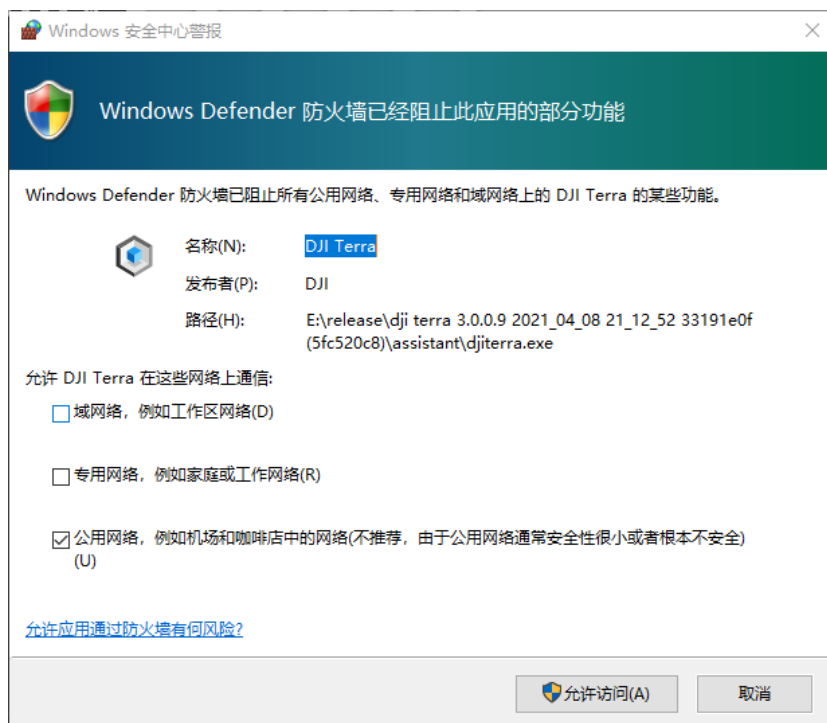 Windows 安全中心警报
Windows Defender 防火墙已经阻止此应用的部分功能
Windows Defender 防火墙已阻止所有公用网络、专用网络和域网络上的 DJI Terra 的某些功能。
名称(N): DJI Terra
发布者(P): DJI
路径(H): E:\release\dji terra 3.0.0.9 2021_04_08 21_12_52 33191e0f
(5fc520c8)\assistant\djiterra.exe
允许 DJI Terra 在这些网络上通信:
域网络，例如工作区网络(D)
专用网络，例如家庭或工作网络(R)
公用网络，例如机场和咖啡店中的网络(不推荐，由于公用网络通常安全性很小或者根本不安全)
(U)
允许应用通过防火墙有何风险?
允许访问(A) 取消